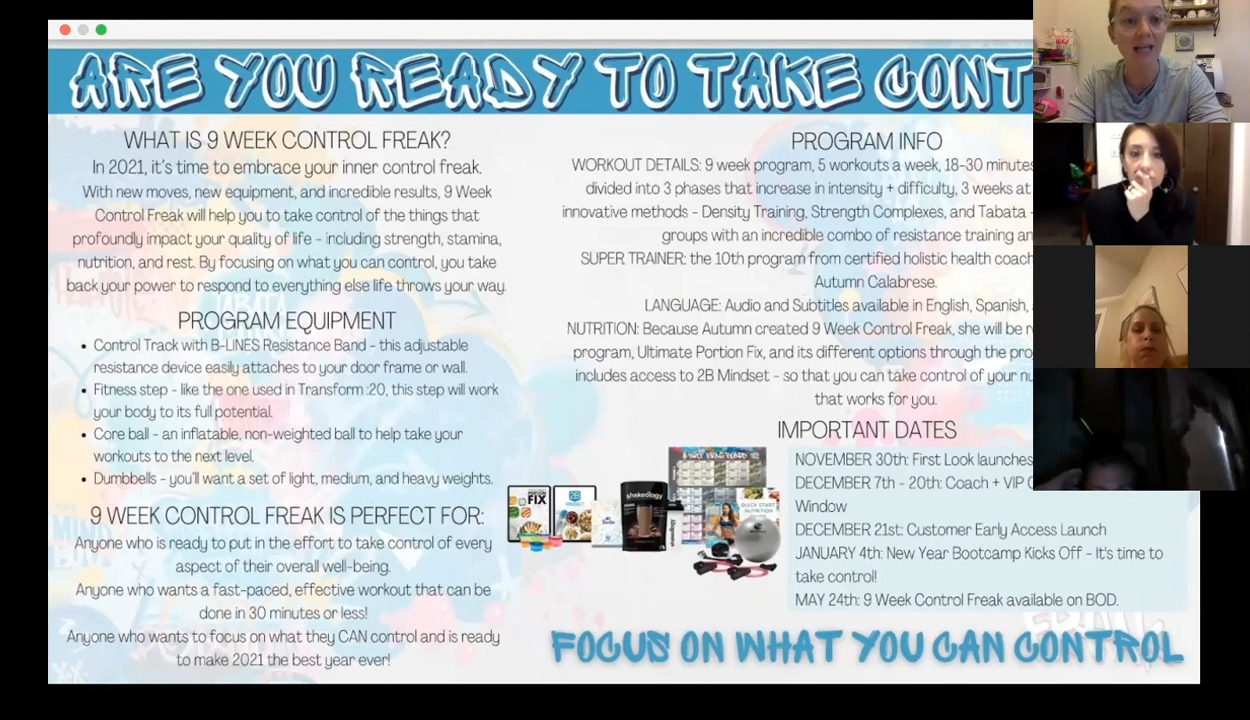 ARE YOU READY TO TAKE CONT
WHAT IS 9 WEEK CONTROL FREAK?
In 2021, it's time to embrace your inner control freak.
With new moves, new equipment, and incredible results, 9 Week
Control Freak will help you to take control of the things that
profoundly impact your quality of life - including strength, stamina,
nutrition, and rest. By focusing on what you can control, you take
back your power to respond to everything else life throws your way.
PROGRAM EQUIPMENT
• Control Track with B-LINES Resistance Band - this adjustable
resistance device easily attaches to your door frame or wall.
• Fitness step - like the one used in Transform :20, this step will work
your body to its full potential.
• Core ball - an inflatable, non-weighted ball to help take your
workouts to the next level.
• Dumbbells - you'll want a set of light, medium, and heavy weights.
9 WEEK CONTROL FREAK IS PERFECT FOR:
Anyone who is ready to put in the effort to take control of every
aspect of their overall well-being.
Anyone who wants a fast-paced, effective workout that can be
done in 30 minutes or less!
Anyone who wants to focus on what they CAN control and is ready
to make 2021 the best year ever!
PROGRAM INFO
WORKOUT DETAILS: 9 week program, 5 workouts a week, 18-30 minutes
divided into 3 phases that increase in intensity + difficulty, 3 weeks at
innovative methods - Density Training, Strength Complexes, and Tabata -
groups with an incredible combo of resistance training an
SUPER TRAINER: the 10th program from certified holistic health coach
Autumn Calabrese.
LANGUAGE: Audio and Subtitles available in English, Spanish,
NUTRITION: Because Autumn created 9 Week Control Freak, she will be r
program, Ultimate Portion Fix, and its different options through the pro
includes access to 2B Mindset - so that you can take control of your nu
that works for you.
IMPORTANT DATES
NOVEMBER 30th: First Look launches
DECEMBER 7th - 20th: Coach + VIP C
Window
DECEMBER 21st: Customer Early Access Launch
JANUARY 4th: New Year Bootcamp Kicks Off - It's time to
take control!
MAY 24th: 9 Week Control Freak available on BOD.
FIX
2B
shakeology
QUICK START
NUTRITION
FOCUS ON WHAT YOU CAN CONTROL